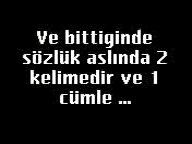 Ve bittiginde
sözlük aslında 2
kelimedir ve 1
cümle ...